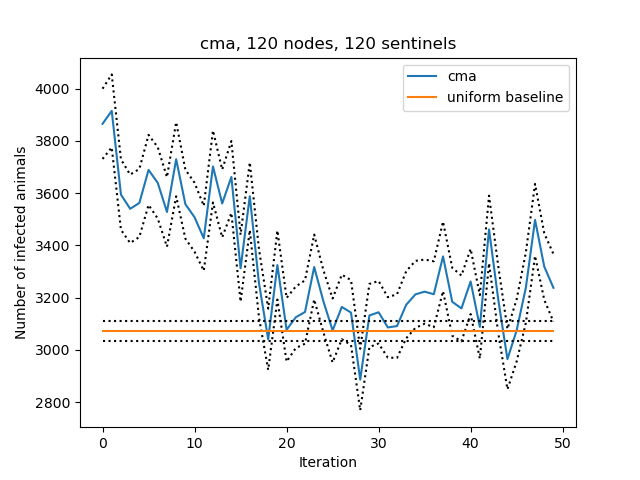 cma, 120 nodes, 120 sentinels
cma
uniform baseline
Number of infected animals
4000
3800
3600
3400
3200
3000
2800
0 10 20 30 40 50
Iteration